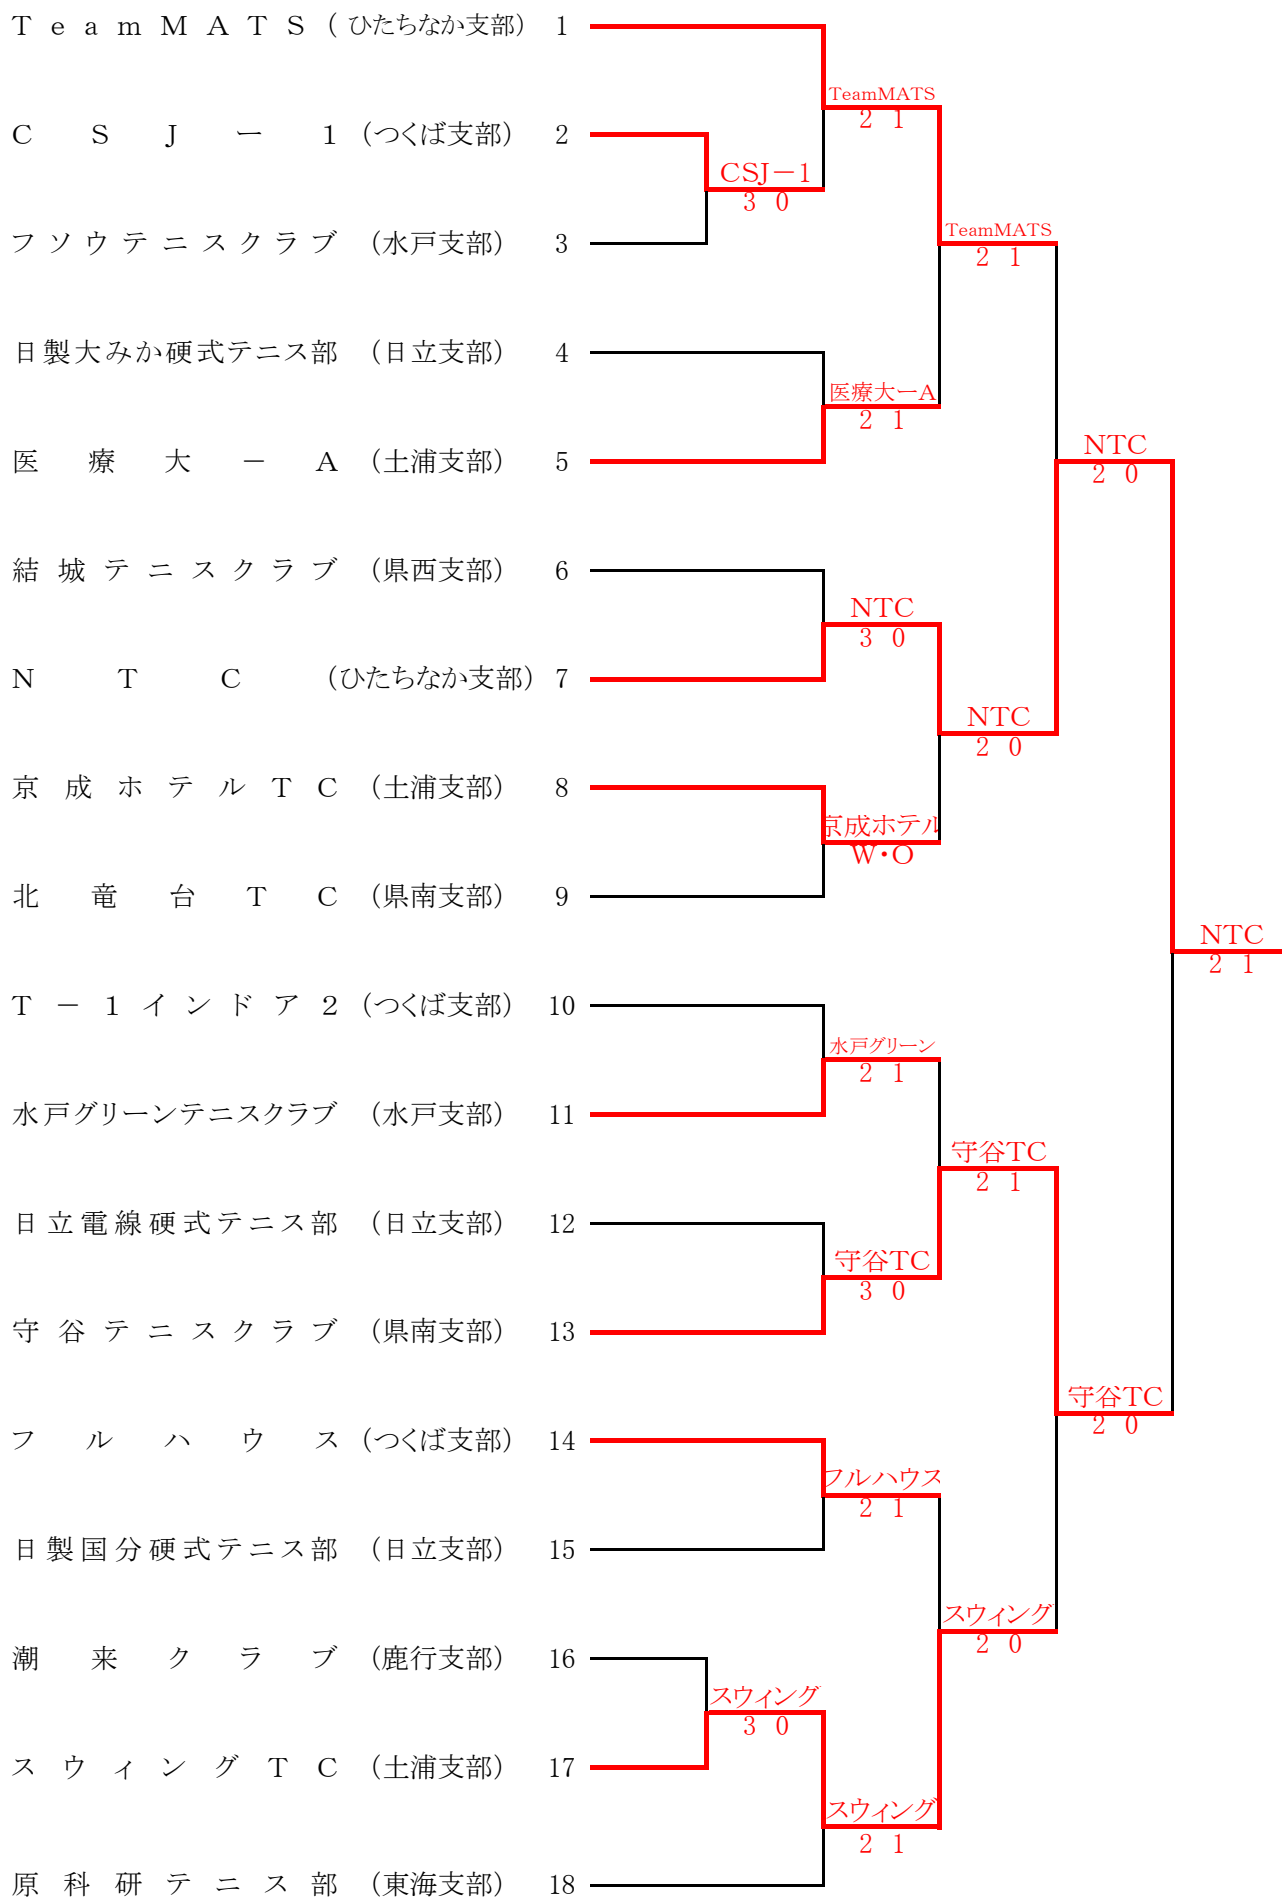 TeamMATS(ひたちなか支部) 1
TeamMATS
2 1
CSJー1(つくば支部) 2
CSJ－1
3 0
フソウテニスクラブ (水戸支部) 3
TeamMATS
2 1
日製大みか硬式テニス部 (日立支部) 4
医療大ーA
2 1
医療大－A (土浦支部) 5
NTC
2 0
結城テニスクラブ (県西支部) 6
NTC
3 0
NTC (ひたちなか支部) 7
NTC
2 0
京成ホテルTC (土浦支部) 8
京成ホテル
W・O
北竜台TC (県南支部) 9
NTC
2 1
T－1インドア2(つくば支部) 10
水戸グリーン
2 1
水戸グリーンテニスクラブ (水戸支部) 11
守谷TC
2 1
日立電線硬式テニス部 (日立支部) 12
守谷TC
3 0
守谷テニスクラブ (県南支部) 13
守谷TC
2 0
フルハウス(つくば支部) 14
フルハウス
2 1
日製国分硬式テニス部 (日立支部) 15
スウィング
2 0
潮来クラブ (鹿行支部) 16
スウィング
3 0
スウィングTC (土浦支部) 17
スウィング
2 1
原科研テニス部 (東海支部) 18